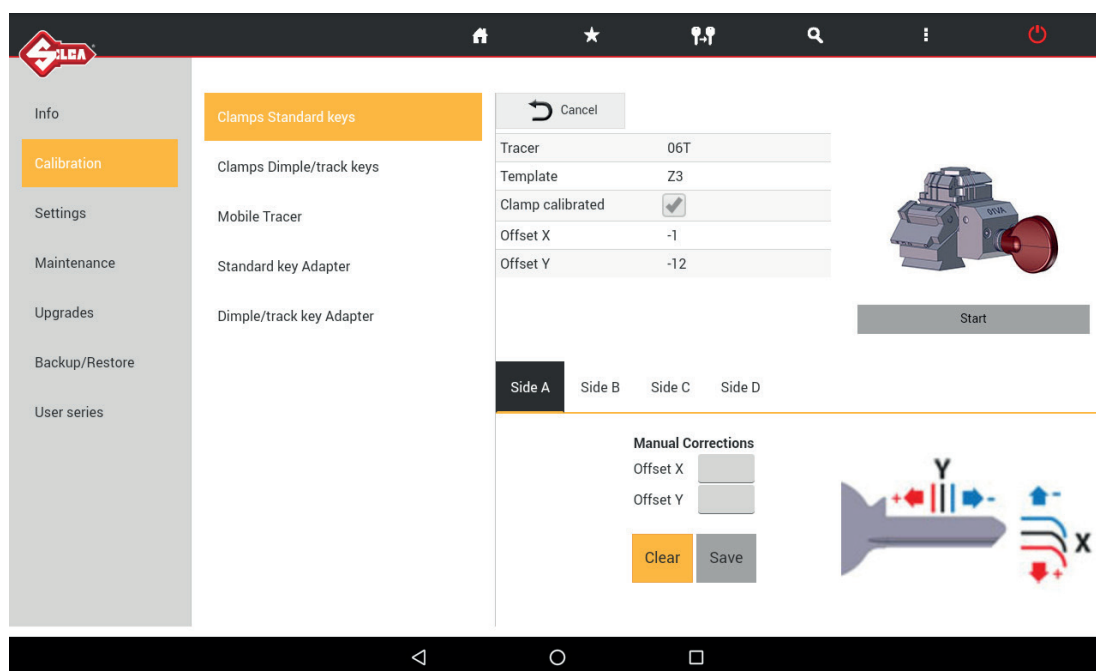 SILCA
Info
Calibration
Settings
Maintenance
Upgrades
Backup/Restore
User series
Clamps Standard keys
Clamps Dimple/track keys
Mobile Tracer
Standard key Adapter
Dimple/track key Adapter
Cancel
Tracer 06T
Template Z3
Clamp calibrated
Offset X -1
Offset Y -12
01VA
Start
Side A Side B Side C Side D
Manual Corrections
Offset X
Offset Y
Clear Save
Y
+ -
-
X
+